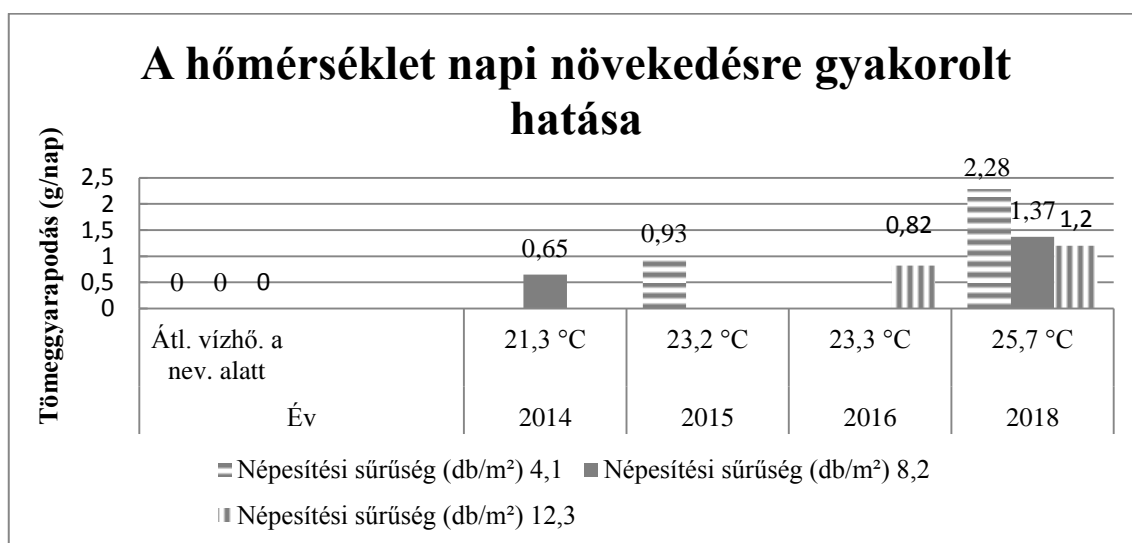 A hőmérséklet napi növekedésre gyakorolt
hatása
Tömeggyarapodás (g/nap)
2,5
2
1,5
1
0,5
0
0 0 0
0,65
0,93
0,82
2,28
1,37
1,2
Átl. vízhő. a
nev. alatt
21,3 °C 23,2 °C 23,3 °C 25,7 °C
Év 2014 2015 2016 2018
Népesítési sűrűség (db/m²) 4,1 Népesítési sűrűség (db/m²) 8,2
Népesítési sűrűség (db/m²) 12,3